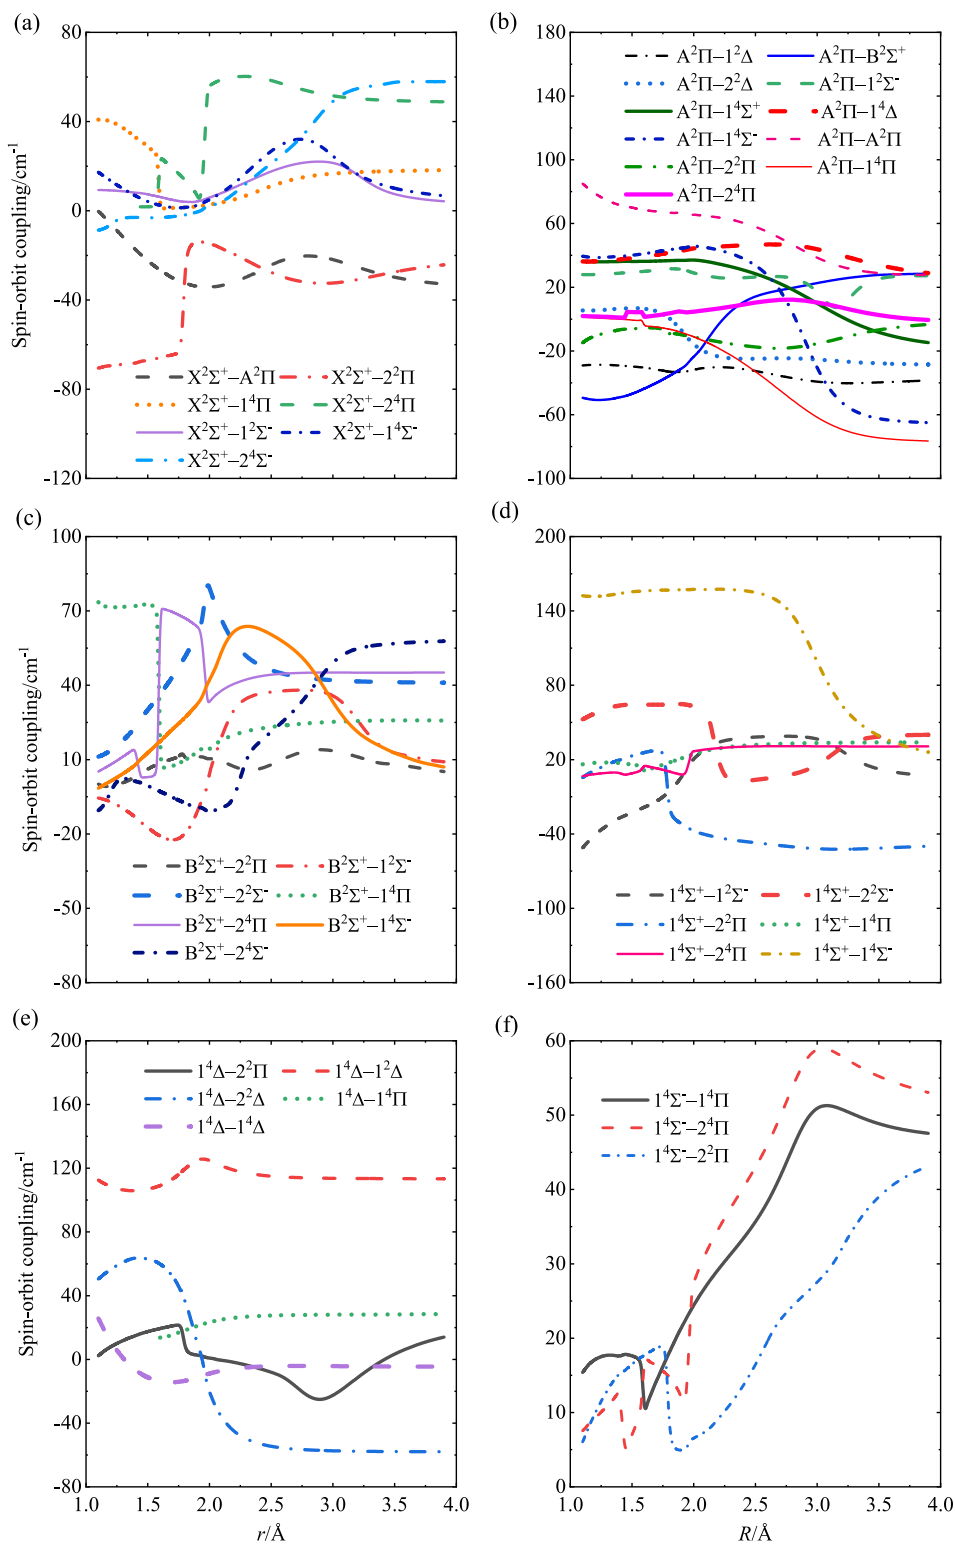 (a)
80
40
0
-40
-80
-120
Spin-orbit coupling/cm⁻¹
X²Σ⁺–A²Π
X²Σ⁺–2²Π
X²Σ⁺–1⁴Π
X²Σ⁺–2⁴Π
X²Σ⁺–1²Σ⁻
X²Σ⁺–1⁴Σ⁻
X²Σ⁺–2⁴Σ⁻
(b)
180
140
100
60
20
-20
-60
-100
A²Π–1²Δ
A²Π–B²Σ⁺
A²Π–2²Δ
A²Π–1²Σ⁻
A²Π–1⁴Σ⁺
A²Π–1⁴Δ
A²Π–1⁴Σ⁻
A²Π–A²Π
A²Π–2²Π
A²Π–1⁴Π
A²Π–2⁴Π
(c)
100
70
40
10
-20
-50
-80
Spin-orbit coupling/cm⁻¹
B²Σ⁺–2²Π
B²Σ⁺–1²Σ⁻
B²Σ⁺–2²Σ⁻
B²Σ⁺–1⁴Π
B²Σ⁺–2⁴Π
B²Σ⁺–1⁴Σ⁻
B²Σ⁺–2⁴Σ⁻
(d)
200
140
80
20
-40
-100
-160
1⁴Σ⁺–1²Σ⁻
1⁴Σ⁺–2²Σ⁻
1⁴Σ⁺–2²Π
1⁴Σ⁺–1⁴Π
1⁴Σ⁺–2⁴Π
1⁴Σ⁺–1⁴Σ⁻
(e)
200
160
120
80
40
0
-40
-80
Spin-orbit coupling/cm⁻¹
1⁴Δ–2²Π
1⁴Δ–1²Δ
1⁴Δ–2²Δ
1⁴Δ–1⁴Π
1⁴Δ–1⁴Δ
1.0 1.5 2.0 2.5 3.0 3.5 4.0
r/Å
(f)
60
50
40
30
20
10
0
1⁴Σ⁻–1⁴Π
1⁴Σ⁻–2⁴Π
1⁴Σ⁻–2²Π
1.0 1.5 2.0 2.5 3.0 3.5 4.0
R/Å